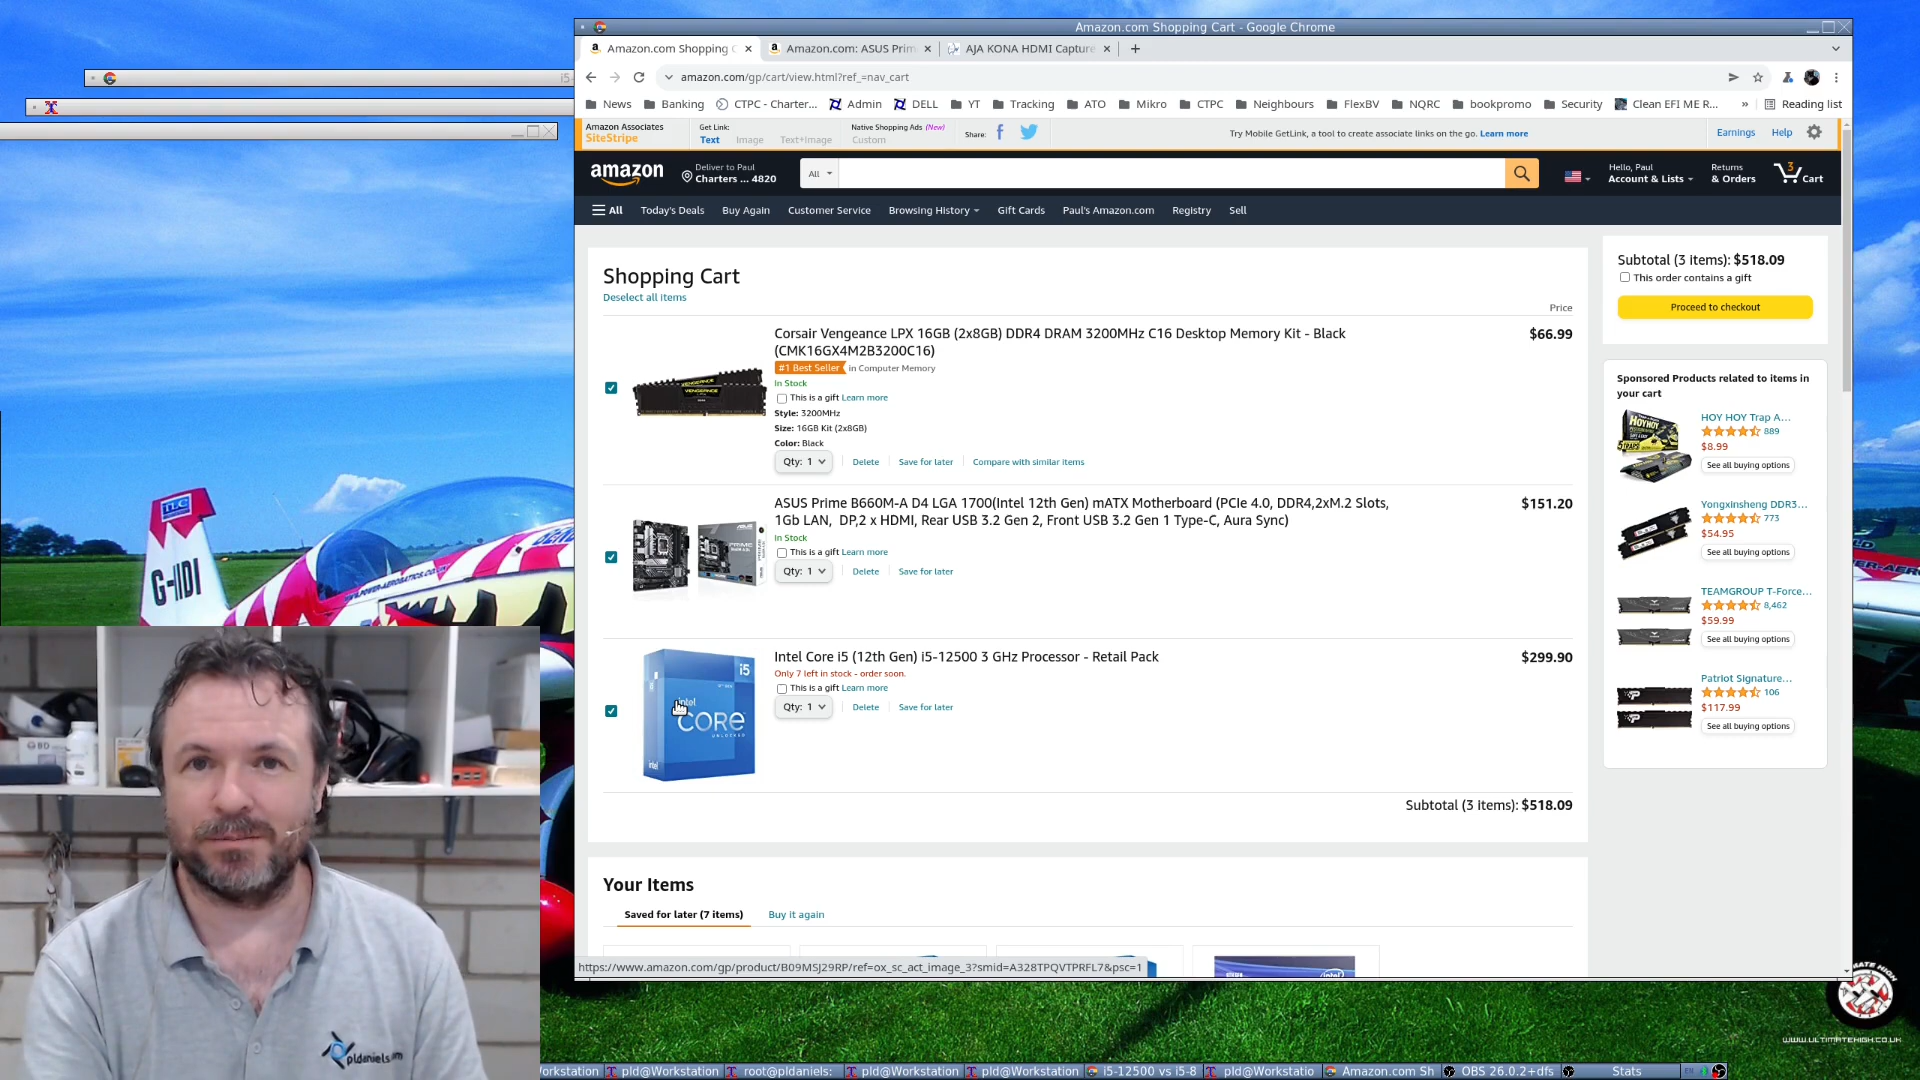 Amazon.com Shopping Cart - Google Chrome
Amazon.com Shopping C
Amazon.com: ASUS Prim
AJA KONA HDMI Capture
i5-
amazon.com/gp/cart/view.html?ref_=nav_cart
News
Banking
CTPC - Charter...
Admin
DELL
YT
Tracking
ATO
Mikro
CTPC
Neighbours
FlexBV
NQRC
bookpromo
Security
Clean EFI ME R...
»
Reading list
Amazon Associates
SiteStripe
Get Link:
Text
Image
Text+Image
Native Shopping Ads (New)
Custom
Share:
Try Mobile GetLink, a tool to create associate links on the go. Learn more
Earnings
Help
amazon
Deliver to Paul
Charters ... 4820
All
Hello, Paul
Account & Lists
Returns
& Orders
3
Cart
All
Today's Deals
Buy Again
Customer Service
Browsing History
Gift Cards
Paul's Amazon.com
Registry
Sell
Shopping Cart
Deselect all items
Price
Corsair Vengeance LPX 16GB (2x8GB) DDR4 DRAM 3200MHz C16 Desktop Memory Kit - Black
(CMK16GX4M2B3200C16)
$66.99
#1 Best Seller in Computer Memory
In Stock
This is a gift Learn more
Style: 3200MHz
Size: 16GB Kit (2x8GB)
Color: Black
Qty: 1
Delete
Save for later
Compare with similar items
VENGEANCE
VENGEANCE
ASUS Prime B660M-A D4 LGA 1700(Intel 12th Gen) mATX Motherboard (PCIe 4.0, DDR4,2xM.2 Slots,
1Gb LAN, DP,2 x HDMI, Rear USB 3.2 Gen 2, Front USB 3.2 Gen 1 Type-C, Aura Sync)
$151.20
In Stock
This is a gift Learn more
Qty: 1
Delete
Save for later
PRIME
Intel Core i5 (12th Gen) i5-12500 3 GHz Processor - Retail Pack
$299.90
Only 7 left in stock - order soon.
This is a gift Learn more
Qty: 1
Delete
Save for later
i5
intel
CORE
UNLOCKED
intel
Subtotal (3 items): $518.09
Your Items
Saved for later (7 items)
Buy it again
https://www.amazon.com/gp/product/B09MSJ29RP/ref=ox_sc_act_image_3?smid=A328TPQVTPRFL7&psc=1
Subtotal (3 items): $518.09
This order contains a gift
Proceed to checkout
Sponsored Products related to items in
your cart
HOY HOY Trap A...
889
$8.99
See all buying options
Yongxinsheng DDR3...
773
$54.95
See all buying options
TEAMGROUP T-Force...
8,462
$59.99
See all buying options
Patriot Signature...
106
$117.99
See all buying options
G-IIDI
pldaniels.com
WWW.ULTIMATEHIGH.CO.UK
orkstation
pld@Workstation
root@pldaniels:
pld@Workstation
pld@Workstation
i5-12500 vs i5-8
pld@Workstatio
Amazon.com Sh
OBS 26.0.2+dfs
Stats